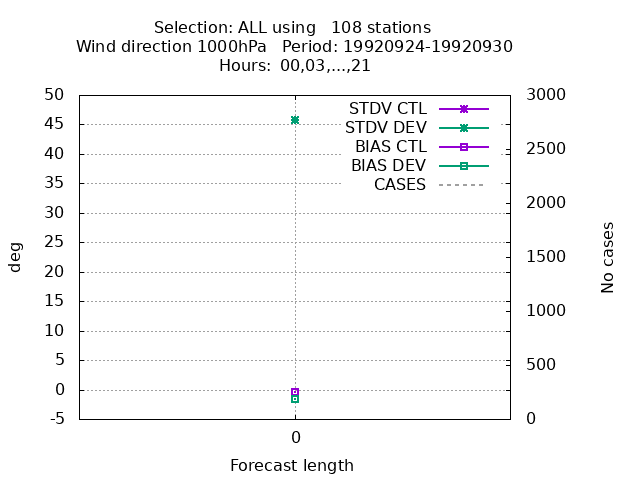 Selection: ALL using   108 stations
Wind direction 1000hPa   Period: 19920924-19920930
Hours:  00,03,...,21
50
45
40
35
30
25
20
15
10
5
0
-5
deg
STDV CTL
STDV DEV
BIAS CTL
BIAS DEV
CASES
3000
2500
2000
1500
1000
500
0
No cases
0
Forecast length